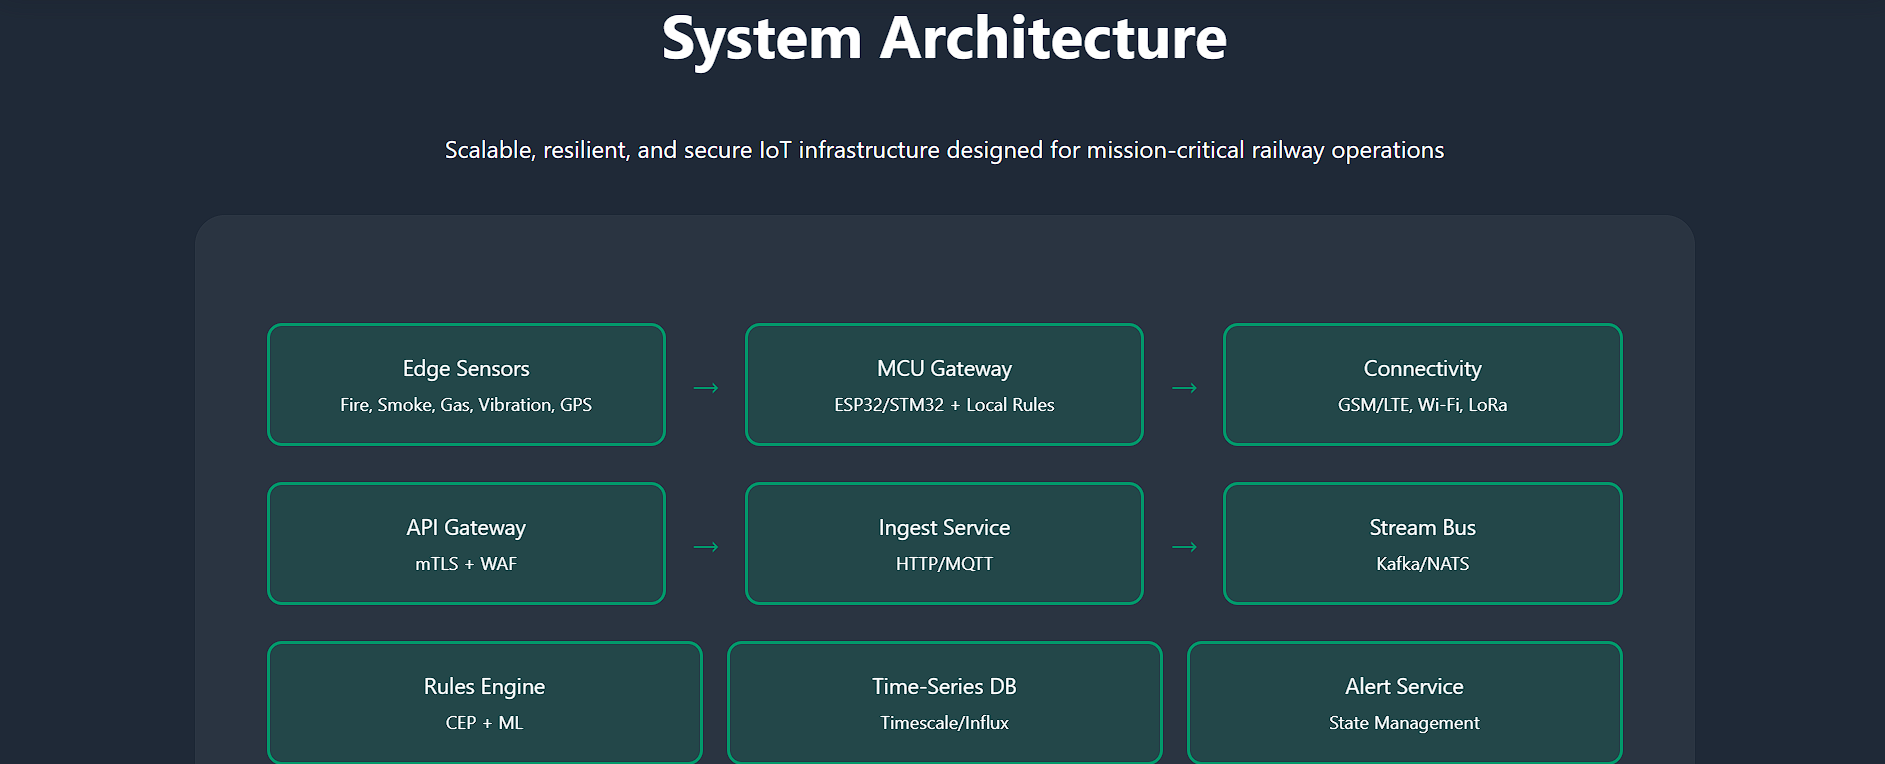 System Architecture
Scalable, resilient, and secure IoT infrastructure designed for mission-critical railway operations
Edge Sensors
Fire, Smoke, Gas, Vibration, GPS
→
MCU Gateway
ESP32/STM32 + Local Rules
→
Connectivity
GSM/LTE, Wi-Fi, LoRa
API Gateway
mTLS + WAF
→
Ingest Service
HTTP/MQTT
→
Stream Bus
Kafka/NATS
Rules Engine
CEP + ML
Time-Series DB
Timescale/Influx
Alert Service
State Management